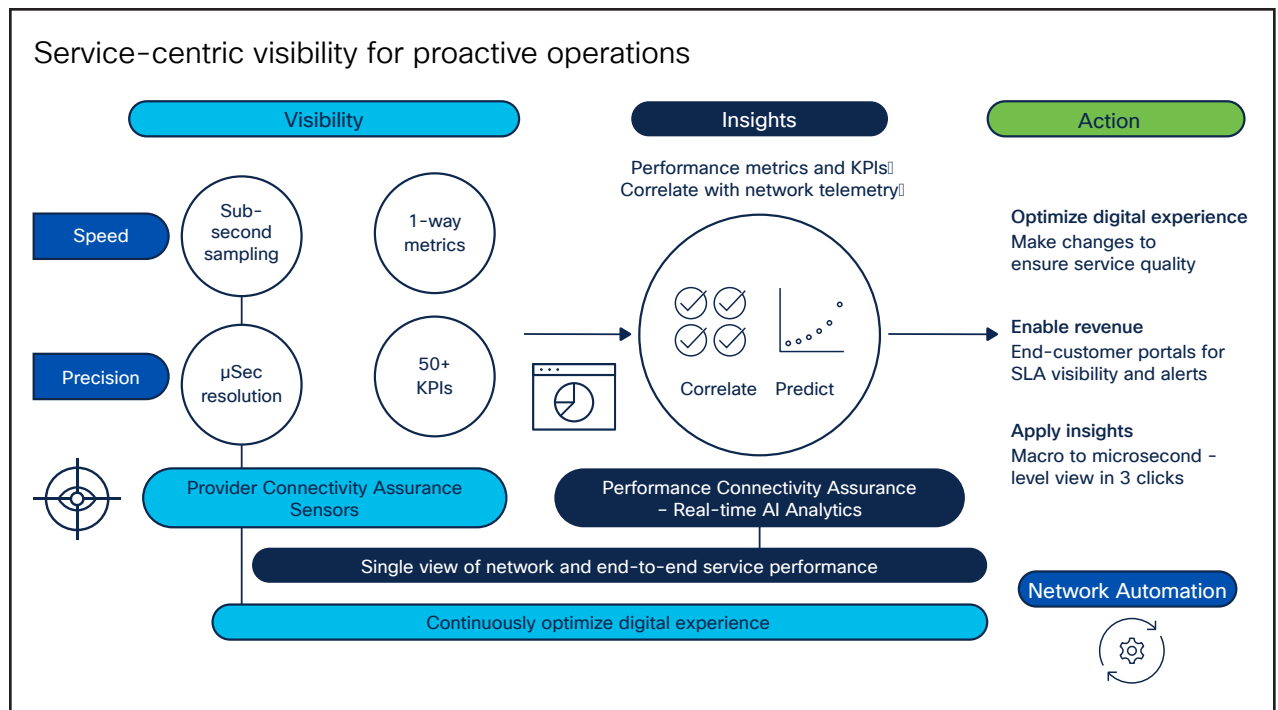 Service-centric visibility for proactive operations
Visibility
Speed
Sub-
second
sampling
1-way
metrics
Precision
µSec
resolution
50+
KPIs
Provider Connectivity Assurance
Sensors
Insights
Performance metrics and KPIs
Correlate with network telemetry
Correlate
Predict
Performance Connectivity Assurance
– Real-time AI Analytics
Single view of network and end-to-end service performance
Continuously optimize digital experience
Action
Optimize digital experience
Make changes to
ensure service quality
Enable revenue
End-customer portals for
SLA visibility and alerts
Apply insights
Macro to microsecond –
level view in 3 clicks
Network Automation